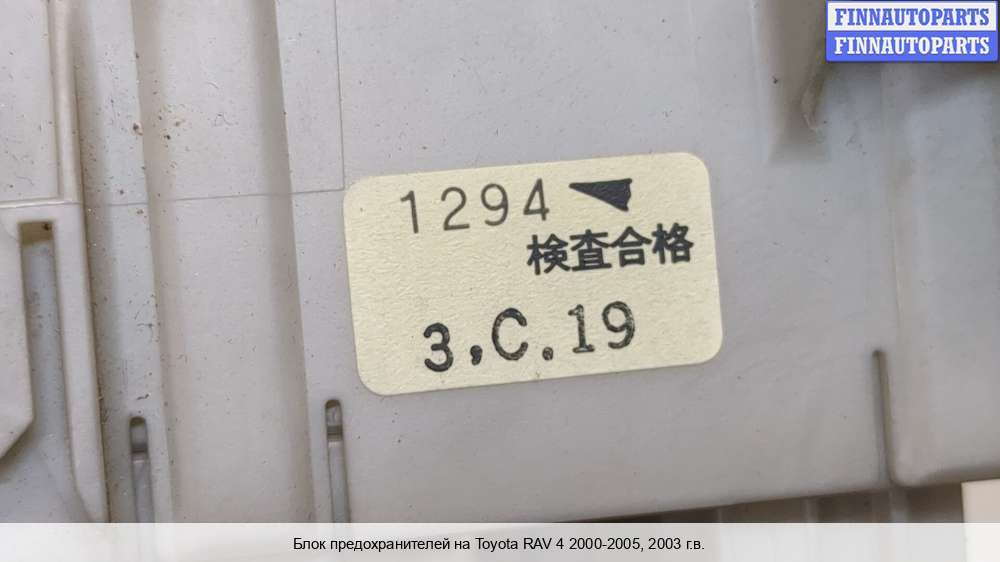 FINNAUTOPARTS
FINNAUTOPARTS
1294
検査合格
3,C.19
Блок предохранителей на Toyota RAV 4 2000-2005, 2003 г.в.